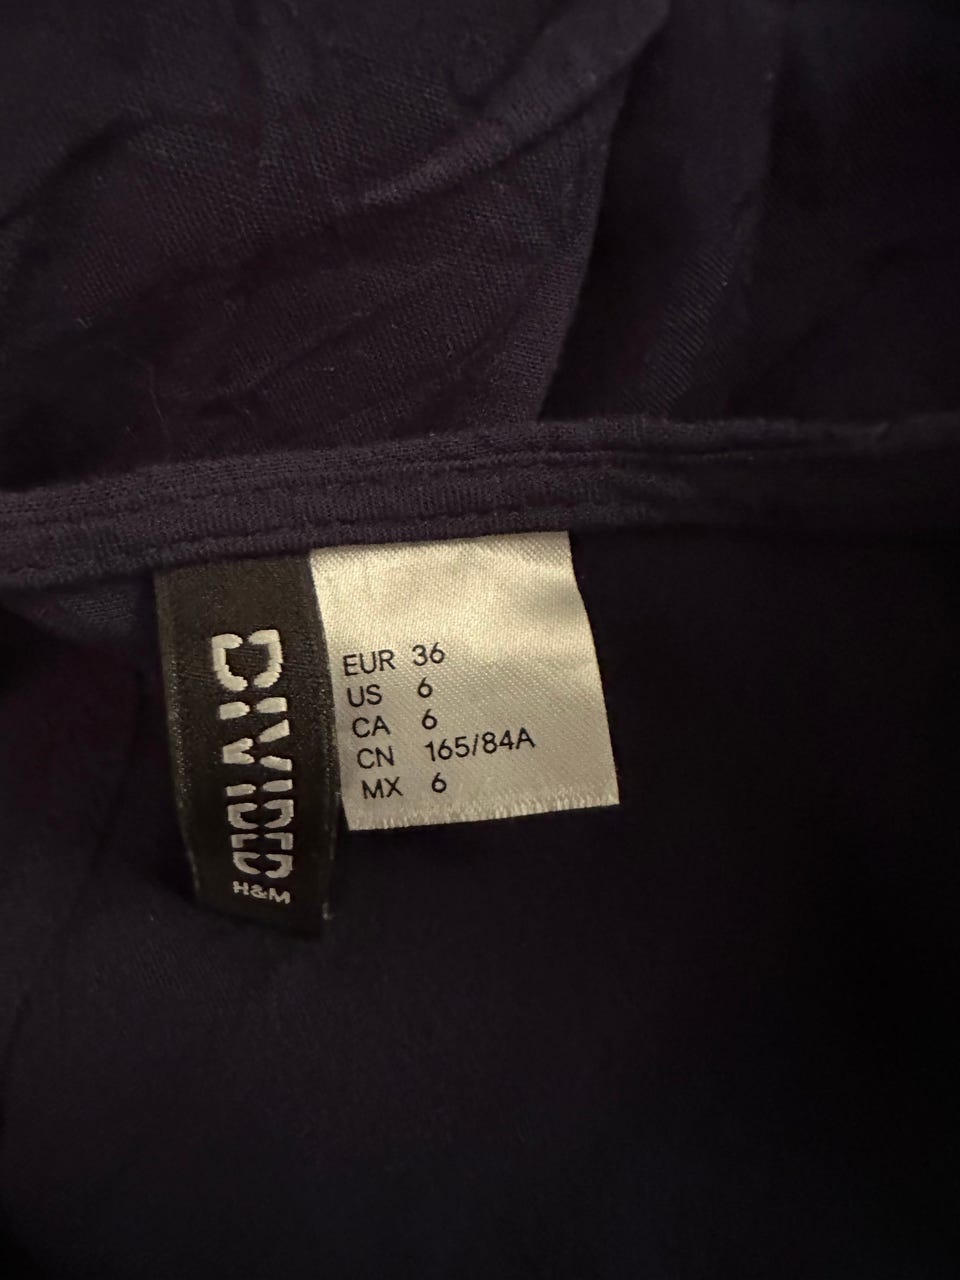 DIVIDED
H&M
EUR 36
US 6
CA 6
CN 165/84A
MX 6